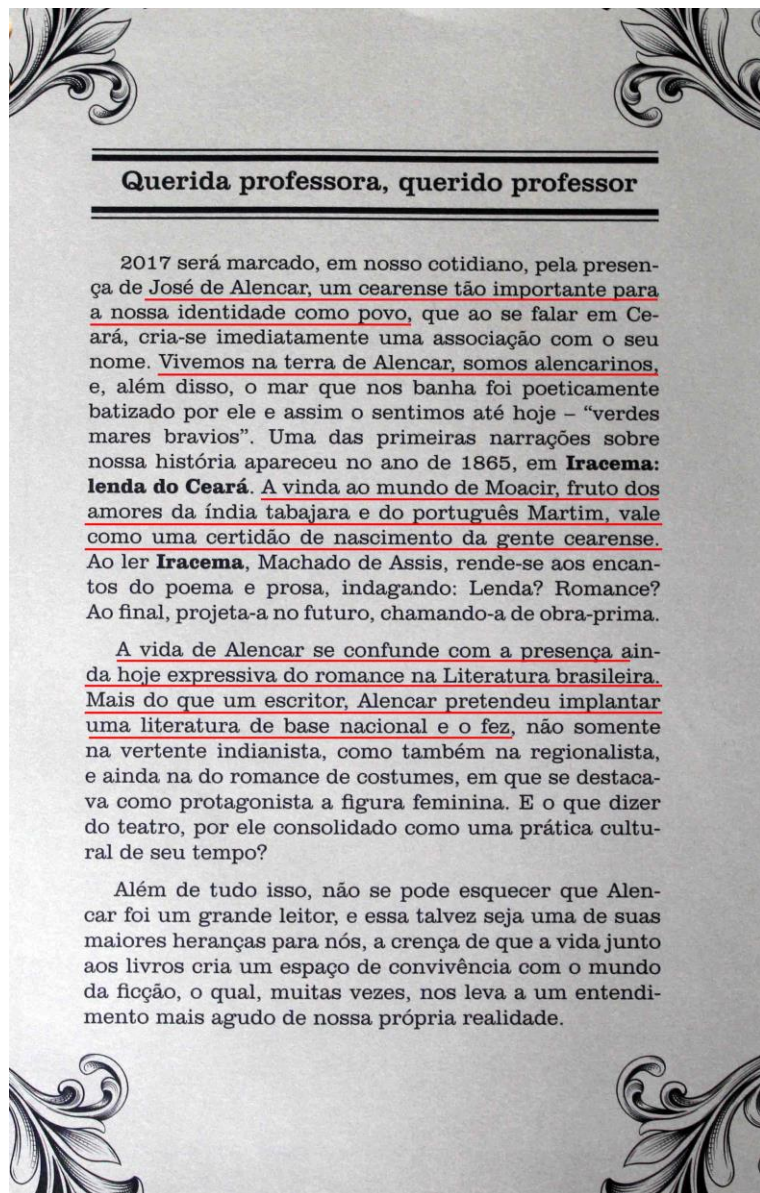 Querida professora, querido professor
2017 será marcado, em nosso cotidiano, pela presen-
ça de José de Alencar, um cearense tão importante para
a nossa identidade como povo, que ao se falar em Ce-
ará, cria-se imediatamente uma associação com o seu
nome. Vivemos na terra de Alencar, somos alencarinos,
e, além disso, o mar que nos banha foi poeticamente
batizado por ele e assim o sentimos até hoje – “verdes
mares bravios”. Uma das primeiras narrações sobre
nossa história apareceu no ano de 1865, em Iracema:
lenda do Ceará. A vinda ao mundo de Moacir, fruto dos
amores da índia tabajara e do português Martim, vale
como uma certidão de nascimento da gente cearense.
Ao ler Iracema, Machado de Assis, rende-se aos encan-
tos do poema e prosa, indagando: Lenda? Romance?
Ao final, projeta-a no futuro, chamando-a de obra-prima.
A vida de Alencar se confunde com a presença ain-
da hoje expressiva do romance na Literatura brasileira.
Mais do que um escritor, Alencar pretendeu implantar
uma literatura de base nacional e o fez, não somente
na vertente indianista, como também na regionalista,
e ainda na do romance de costumes, em que se destaca-
va como protagonista a figura feminina. E o que dizer
do teatro, por ele consolidado como uma prática cultu-
ral de seu tempo?
Além de tudo isso, não se pode esquecer que Alen-
car foi um grande leitor, e essa talvez seja uma de suas
maiores heranças para nós, a crença de que a vida junto
aos livros cria um espaço de convivência com o mundo
da ficção, o qual, muitas vezes, nos leva a um entendi-
mento mais agudo de nossa própria realidade.